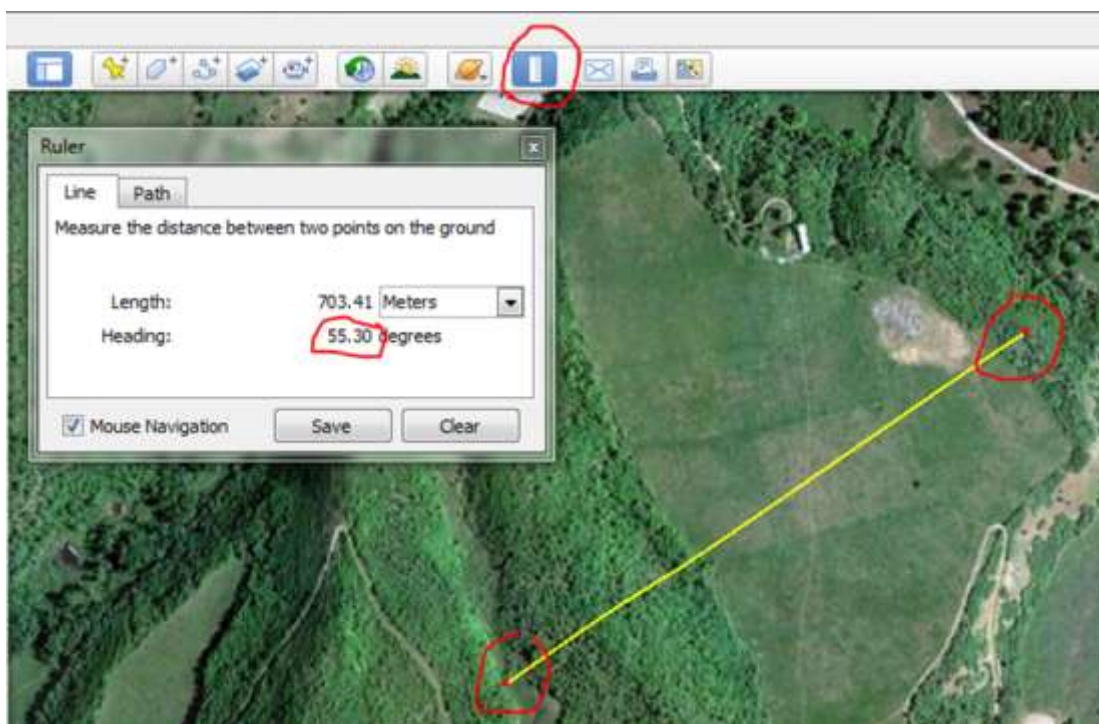 Ruler
Line Path
Measure the distance between two points on the ground
Length: 703.41 Meters
Heading: 55.30 degrees
Mouse Navigation Save Clear